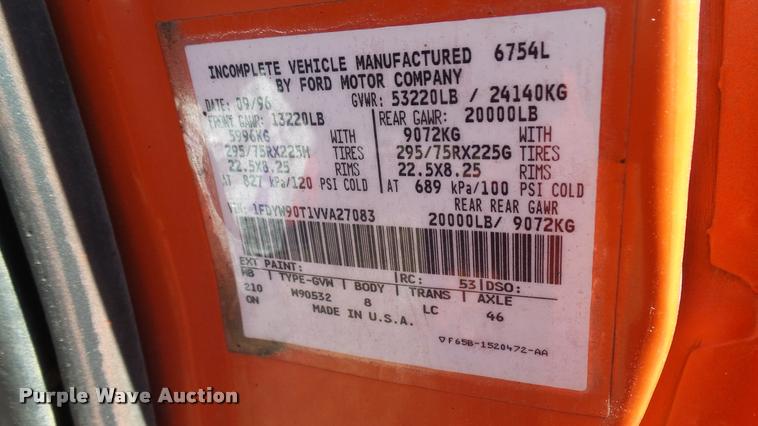 INCOMPLETE VEHICLE MANUFACTURED 6754L
BY FORD MOTOR COMPANY
DATE: 09/96 GVWR: 53220LB / 24140KG
FRONT GAWR: 13220LB REAR GAWR: 20000LB
5996KG WITH 9072KG WITH
295/75RX225H TIRES 295/75RX225G TIRES
22.5X8.25 RIMS 22.5X8.25 RIMS
AT 827 kPa/120 PSI COLD AT 689 kPa/100 PSI COLD
VIN: 1FDYW90T1VVA27083 REAR REAR GAWR
20000LB/ 9072KG
EXT PAINT: RC: 53 DSO:
WB TYPE-GVW BODY TRANS AXLE
210 W90532 8 LC 46
ON MADE IN U.S.A.
F65B-1520472-AA
Purple Wave Auction